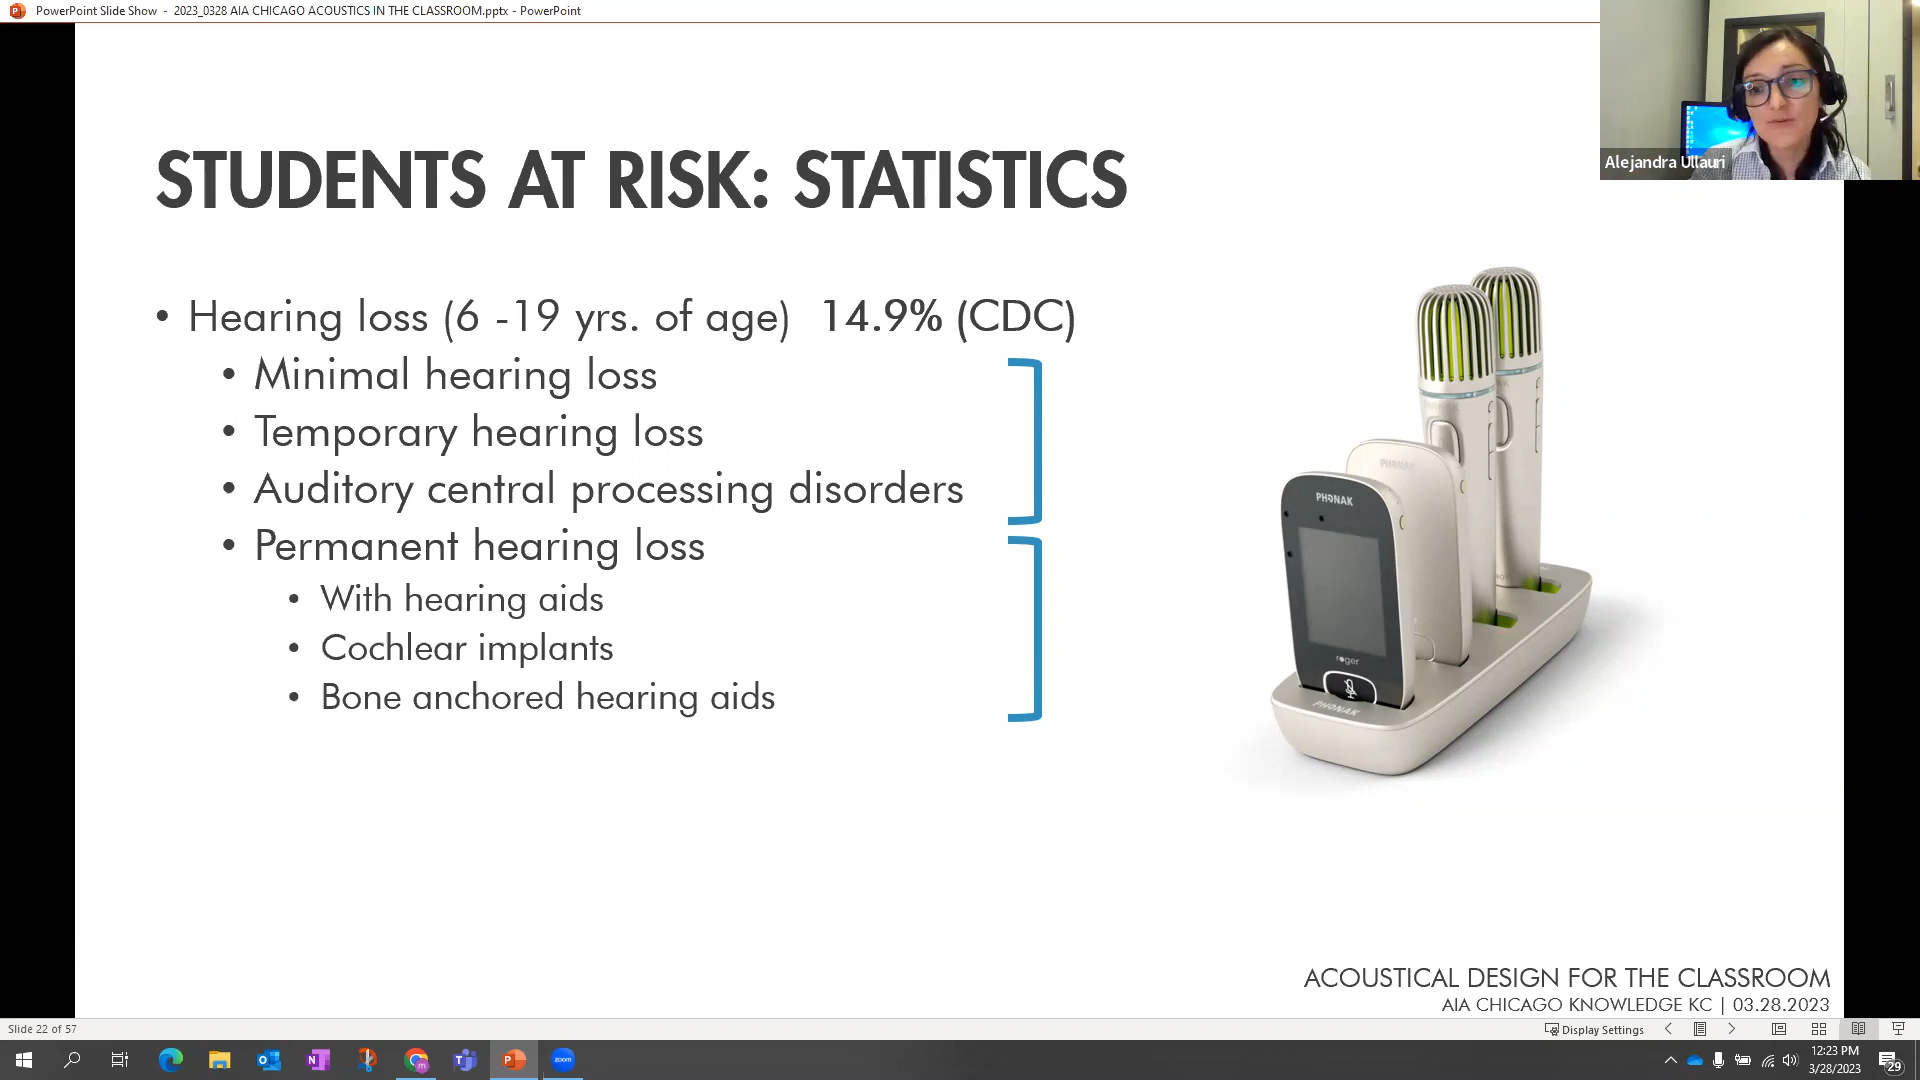 PowerPoint Slide Show - 2023_0328 AIA CHICAGO ACOUSTICS IN THE CLASSROOM.pptx - PowerPoint
Alejandra Ullauri
STUDENTS AT RISK: STATISTICS
• Hearing loss (6 -19 yrs. of age) 14.9% (CDC)
• Minimal hearing loss
• Temporary hearing loss
• Auditory central processing disorders
• Permanent hearing loss
• With hearing aids
• Cochlear implants
• Bone anchored hearing aids
PHONAK
PHONAK
roger
PHONAK
ACOUSTICAL DESIGN FOR THE CLASSROOM
AIA CHICAGO KNOWLEDGE KC | 03.28.2023
Slide 22 of 57
Display Settings
zoom
12:23 PM
3/28/2023
29